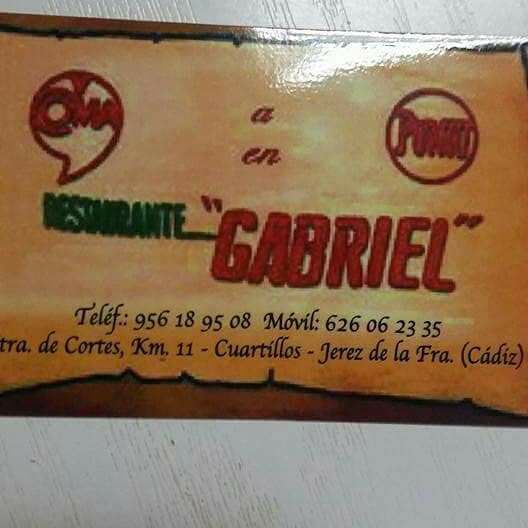 Coma a Punto
en
RESTAURANTE "GABRIEL"
Teléf.: 956 18 95 08 Móvil: 626 06 23 35
tra. de Cortes, Km. 11 - Cuartillos - Jerez de la Fra. (Cádiz)